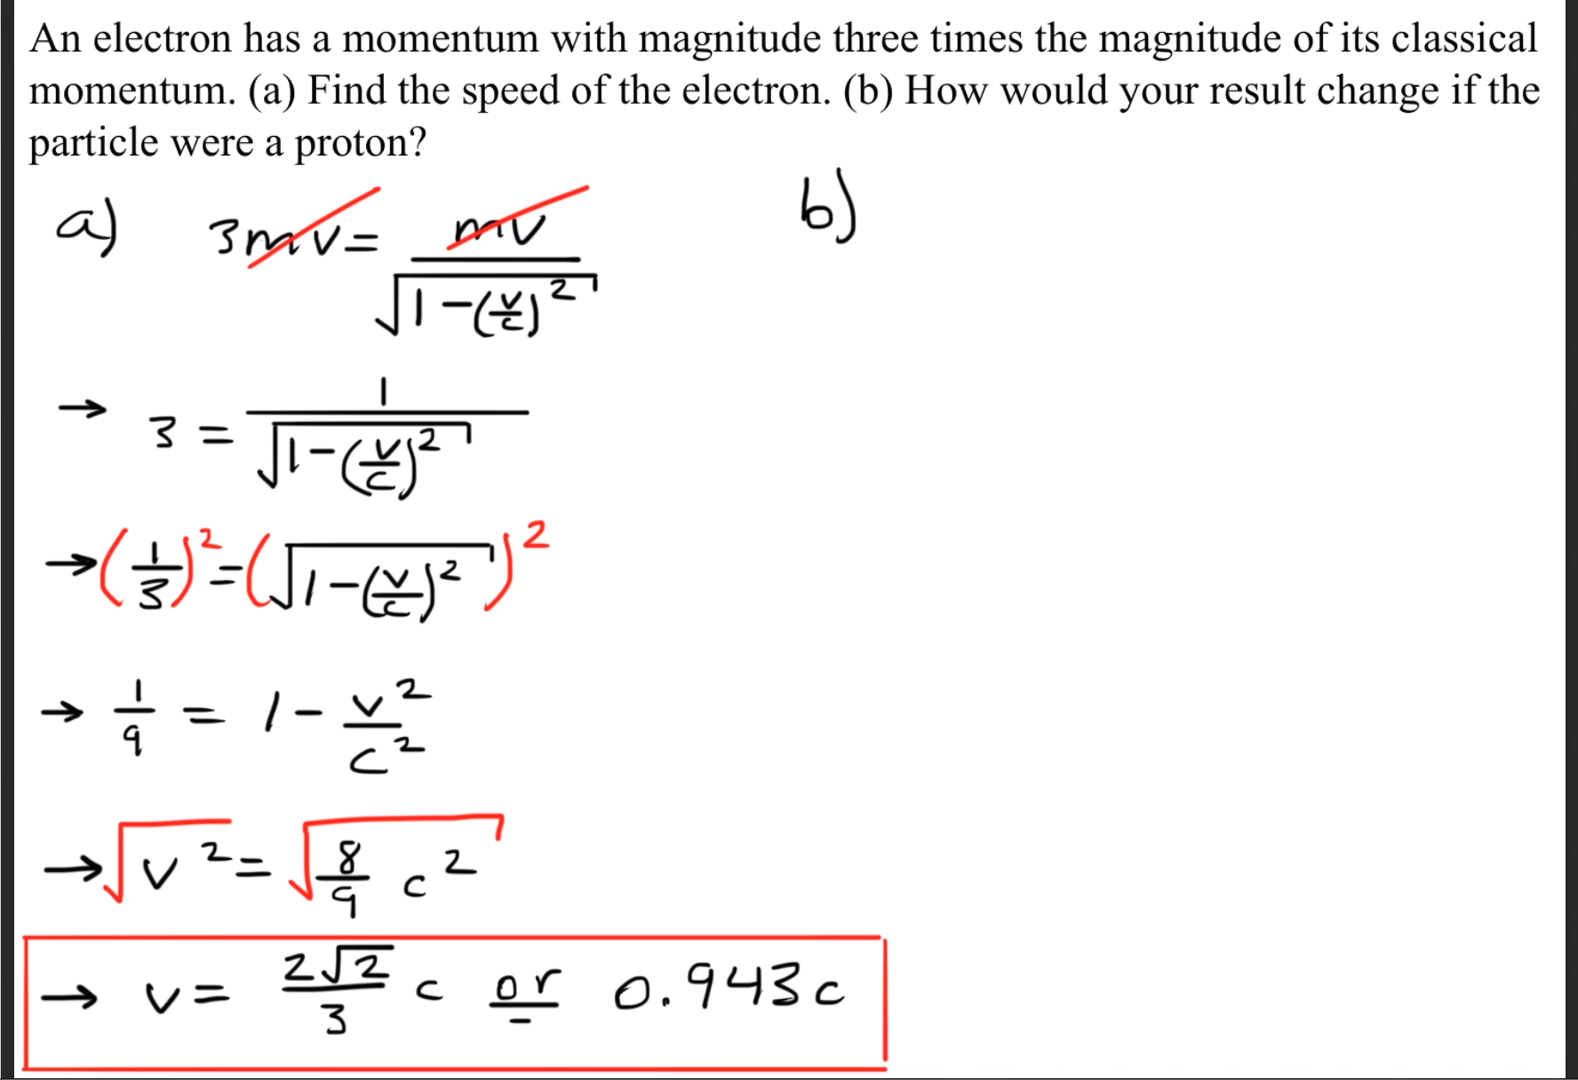 An electron has a momentum with magnitude three times the magnitude of its classical
momentum. (a) Find the speed of the electron. (b) How would your result change if the
particle were a proton?
a) 3mv = mv / √(1-(v/c)²)
b)
→ 3 = 1 / √(1-(v/c)²)
→ (1/3)² = (√(1-(v/c)²))²
→ 1/9 = 1 - v²/c²
→ √v² = √(8/9 c²)
→ v = 2√2/3 c or 0.943c